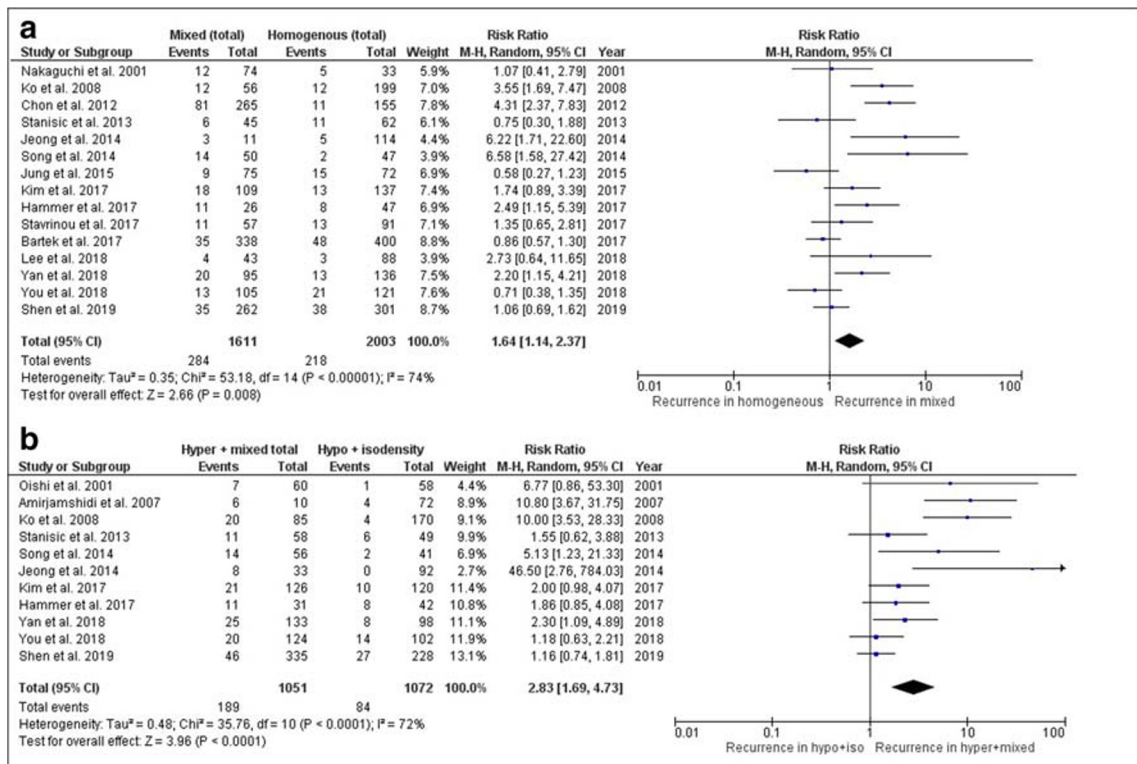 a
Mixed (total) Homogenous (total) Risk Ratio Risk Ratio
Study or Subgroup Events Total Events Total Weight M-H, Random, 95% CI Year M-H, Random, 95% CI
Nakaguchi et al. 2001 12 74 5 33 5.9% 1.07 [0.41, 2.79] 2001
Ko et al. 2008 12 56 12 199 7.0% 3.55 [1.69, 7.47] 2008
Chon et al. 2012 81 265 11 155 7.8% 4.31 [2.37, 7.83] 2012
Stanisic et al. 2013 6 45 11 62 6.1% 0.75 [0.30, 1.88] 2013
Jeong et al. 2014 3 11 5 114 4.4% 6.22 [1.71, 22.60] 2014
Song et al. 2014 14 50 2 47 3.9% 6.58 [1.58, 27.42] 2014
Jung et al. 2015 9 75 15 72 7.0% 0.58 [0.27, 1.23] 2015
Kim et al. 2017 18 109 13 137 7.4% 1.74 [0.89, 3.39] 2017
Hammer et al. 2017 11 26 8 47 6.9% 2.49 [1.15, 5.39] 2017
Stavrinou et al. 2017 11 57 13 91 7.1% 1.35 [0.65, 2.81] 2017
Bartek et al. 2017 35 338 48 400 8.8% 0.86 [0.57, 1.30] 2017
Lee et al. 2018 4 43 3 88 3.9% 2.73 [0.64, 11.65] 2018
Yan et al. 2018 20 95 13 136 7.5% 2.20 [1.15, 4.21] 2018
You et al. 2018 13 105 21 121 7.6% 0.71 [0.38, 1.35] 2018
Shen et al. 2019 35 262 38 301 8.7% 1.06 [0.69, 1.62] 2019
Total (95% CI) 1611 2003 100.0% 1.64 [1.14, 2.37]
Total events 284 218
Heterogeneity: Tau² = 0.35; Chi² = 53.18, df = 14 (P < 0.00001); I² = 74%
Test for overall effect: Z = 2.66 (P = 0.008)
0.01 0.1 1 10 100
Recurrence in homogeneous Recurrence in mixed
b
Hyper + mixed total Hypo + isodensity Risk Ratio Risk Ratio
Study or Subgroup Events Total Events Total Weight M-H, Random, 95% CI Year M-H, Random, 95% CI
Oishi et al. 2001 7 60 1 58 4.4% 6.77 [0.86, 53.30] 2001
Amirjamshidi et al. 2007 6 10 4 72 8.9% 10.80 [3.67, 31.75] 2007
Ko et al. 2008 20 85 4 170 9.1% 10.00 [3.53, 28.33] 2008
Stanisic et al. 2013 11 58 6 49 9.9% 1.55 [0.62, 3.88] 2013
Song et al. 2014 14 56 2 41 6.9% 5.13 [1.23, 21.33] 2014
Jeong et al. 2014 8 33 0 92 2.7% 46.50 [2.76, 784.03] 2014
Kim et al. 2017 21 126 10 120 11.4% 2.00 [0.98, 4.07] 2017
Hammer et al. 2017 11 31 8 42 10.8% 1.86 [0.85, 4.08] 2017
Yan et al. 2018 25 133 8 98 11.1% 2.30 [1.09, 4.89] 2018
You et al. 2018 20 124 14 102 11.9% 1.18 [0.63, 2.21] 2018
Shen et al. 2019 46 335 27 228 13.1% 1.16 [0.74, 1.81] 2019
Total (95% CI) 1051 1072 100.0% 2.83 [1.69, 4.73]
Total events 189 84
Heterogeneity: Tau² = 0.48; Chi² = 35.76, df = 10 (P < 0.0001); I² = 72%
Test for overall effect: Z = 3.96 (P < 0.0001)
0.01 0.1 1 10 100
Recurrence in hypo+iso Recurrence in hyper+mixed